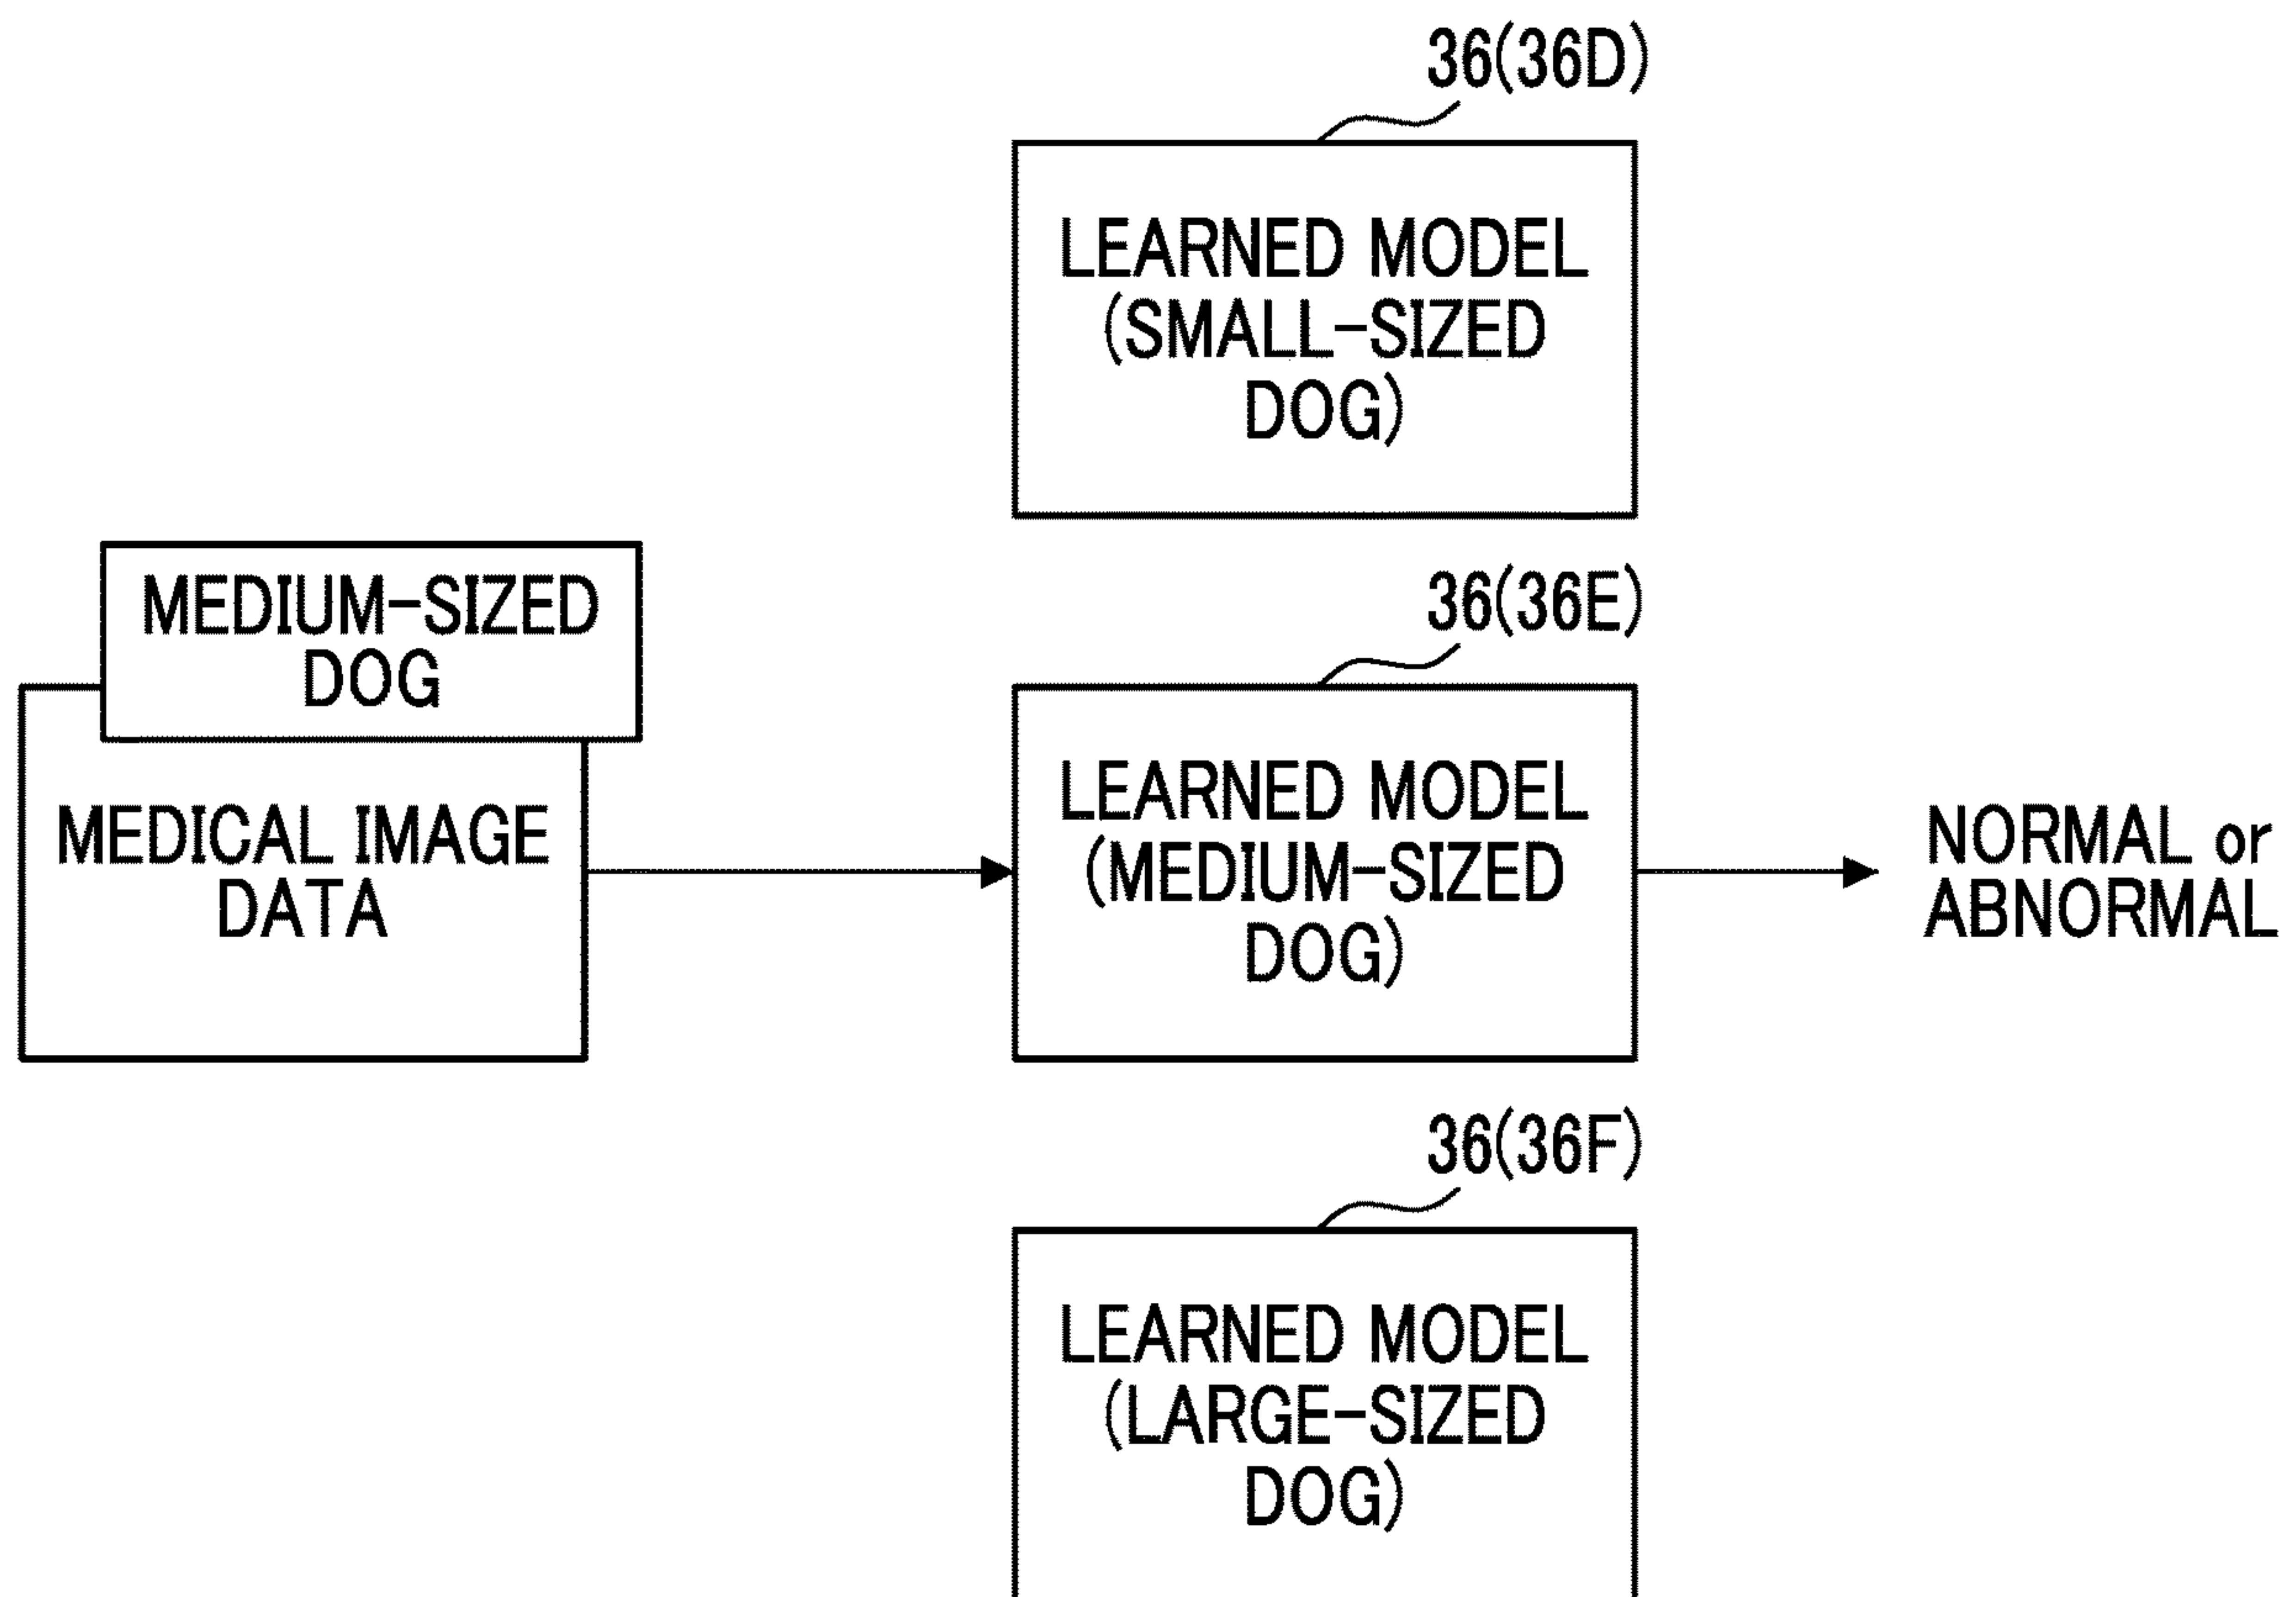 36(36D)
LEARNED MODEL
(SMALL-SIZED
DOG)
MEDIUM-SIZED
DOG
MEDICAL IMAGE
DATA
36(36E)
LEARNED MODEL
(MEDIUM-SIZED
DOG)
NORMAL or
ABNORMAL
36(36F)
LEARNED MODEL
(LARGE-SIZED
DOG)